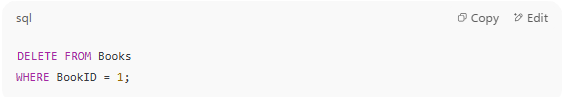 sql Copy Edit
DELETE FROM Books
WHERE BookID = 1;